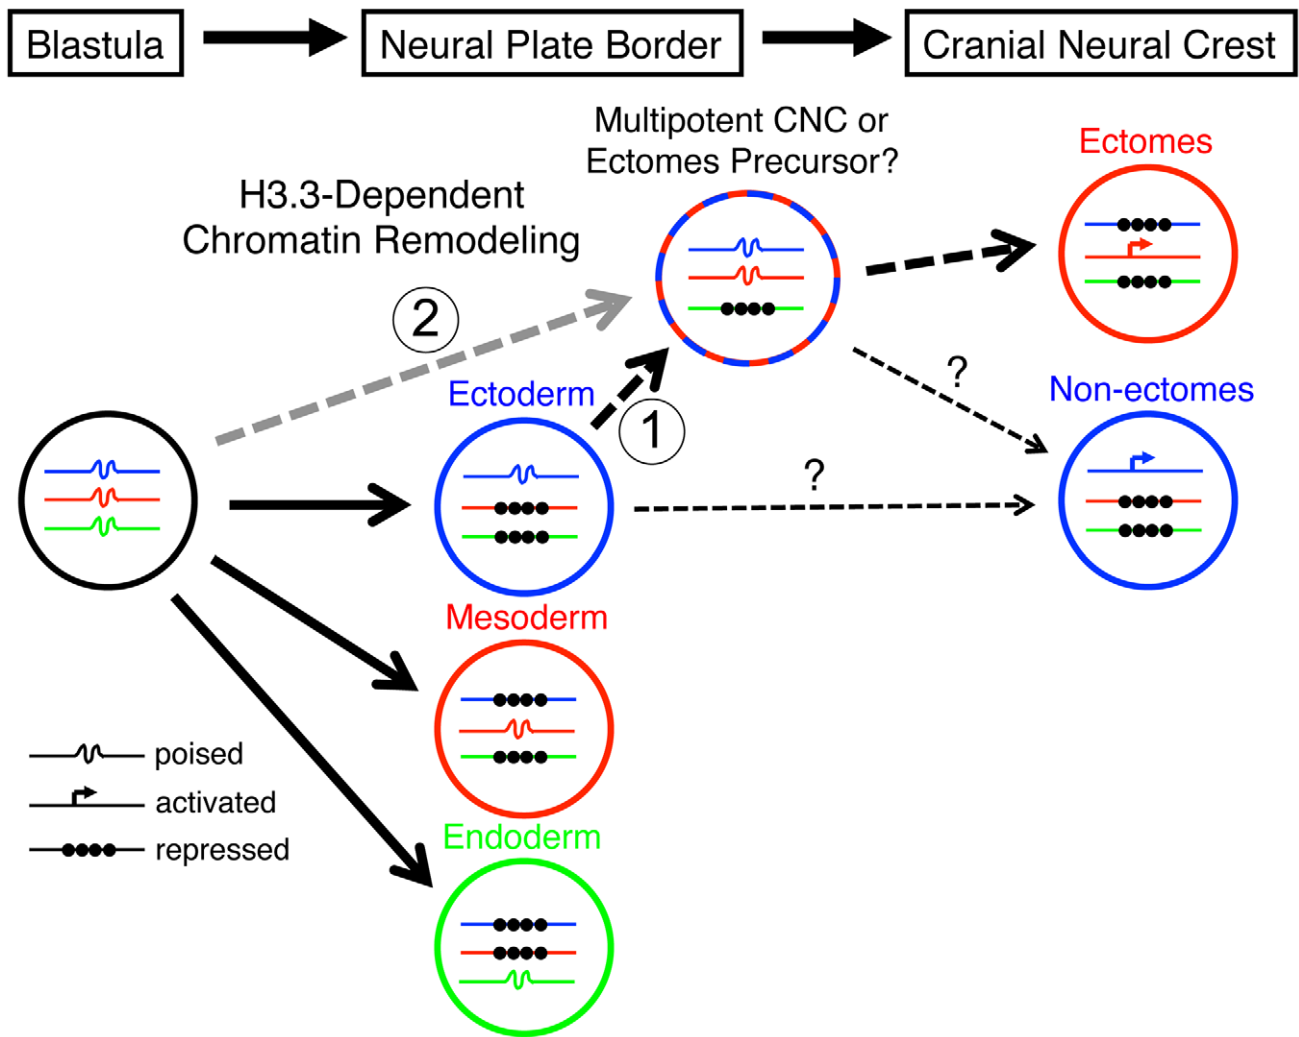 Blastula
Neural Plate Border
Cranial Neural Crest
Multipotent CNC or
Ectomes Precursor?
Ectomes
H3.3-Dependent
Chromatin Remodeling
2
Ectoderm
1
?
Non-ectomes
?
Mesoderm
poised
activated
repressed
Endoderm